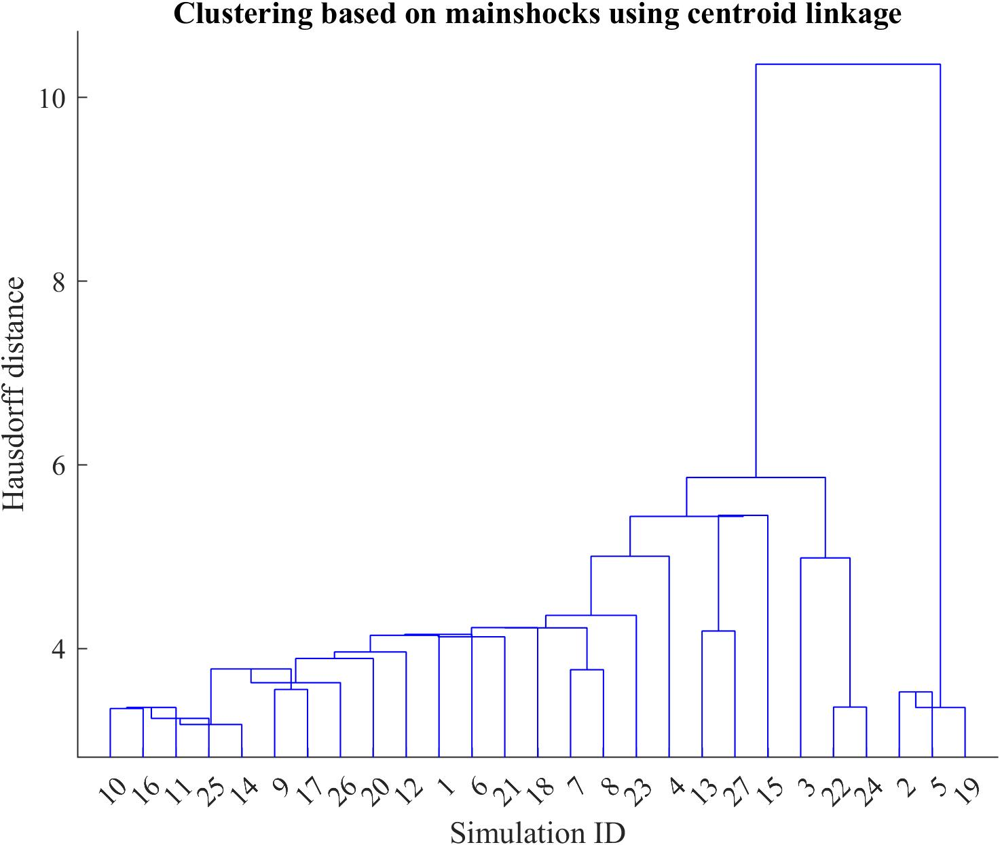 Clustering based on mainshocks using centroid linkage
10
8
6
4
Hausdorff distance
10 16 11 25 14 9 17 26 20 12 1 6 21 18 7 8 23 4 13 27 15 3 22 24 2 5 19
Simulation ID